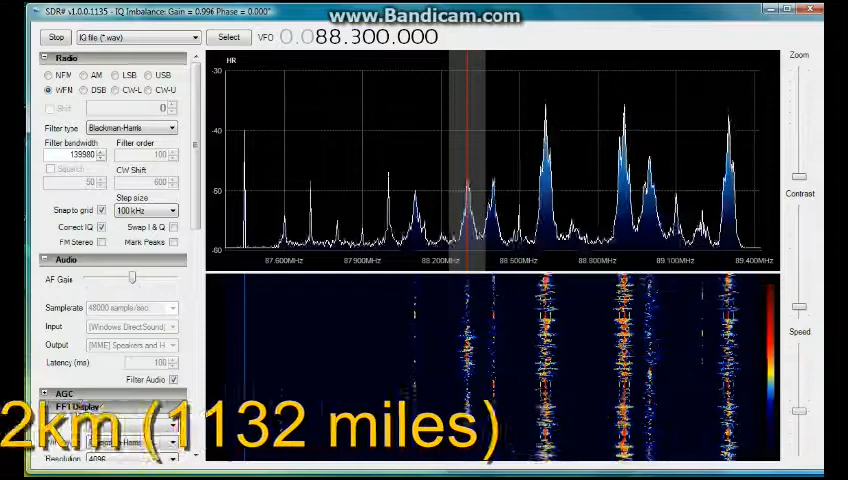 SDR# v1.0.0.1135 - IQ Imbalance: Gain = 0.996 Phase = 0.000°
www.Bandicam.com
Stop
IQ file (*.wav)
Select
VFO
0.088.300.000
Radio
NFM AM LSB USB
WFM DSB CW-L CW-U
Shift 0
Filter type Blackman-Harris
Filter bandwidth Filter order
139980 100
Squelch CW Shift
50 600
Step size
Snap to grid 100 kHz
Correct IQ Swap I & Q
FM Stereo Mark Peaks
Audio
AF Gain
Samplerate 48000 sample/sec
Input [Windows DirectSound]
Output [MME] Speakers and H
Latency (ms) 100
Filter Audio
AGC
FFT Display
Resolution 4096
HR
-30
-40
-50
-60
87.600MHz 87.900MHz 88.200MHz 88.500MHz 88.800MHz 89.100MHz 89.400MHz
Zoom
Contrast
Speed
2km (1132 miles)